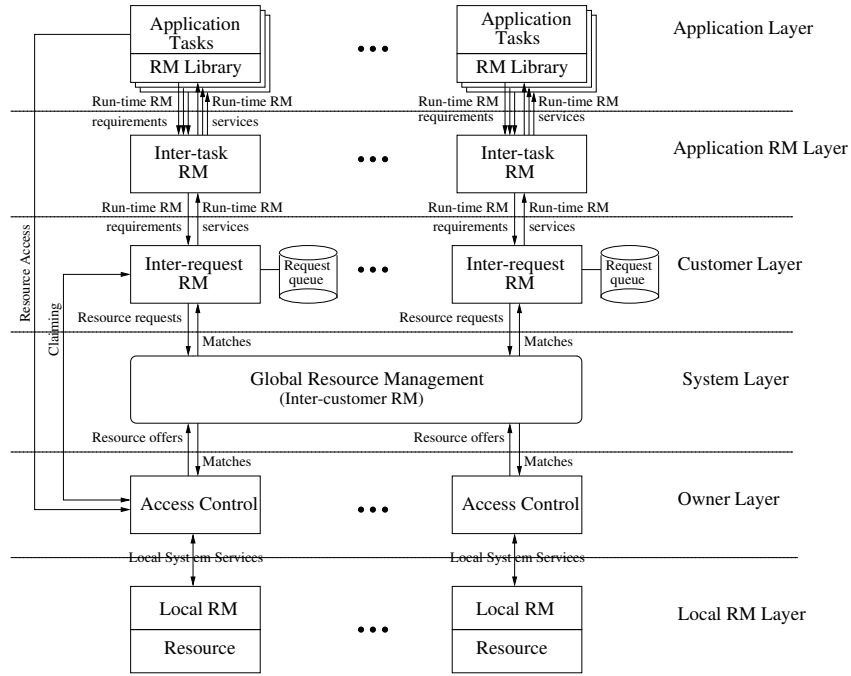 Application
Tasks
RM Library
Application
Tasks
RM Library
Application Layer
Run-time RM
requirements
Run-time RM
services
Run-time RM
requirements
Run-time RM
services
Inter-task
RM
Inter-task
RM
Application RM Layer
Run-time RM
requirements
Run-time RM
services
Run-time RM
requirements
Run-time RM
services
Resource Access
Claiming
Inter-request
RM
Request
queue
Inter-request
RM
Request
queue
Customer Layer
Resource requests
Matches
Resource requests
Matches
Global Resource Management
(Inter-customer RM)
System Layer
Resource offers
Matches
Resource offers
Matches
Access Control
Access Control
Owner Layer
Local System Services
Local System Services
Local RM
Resource
Local RM
Resource
Local RM Layer